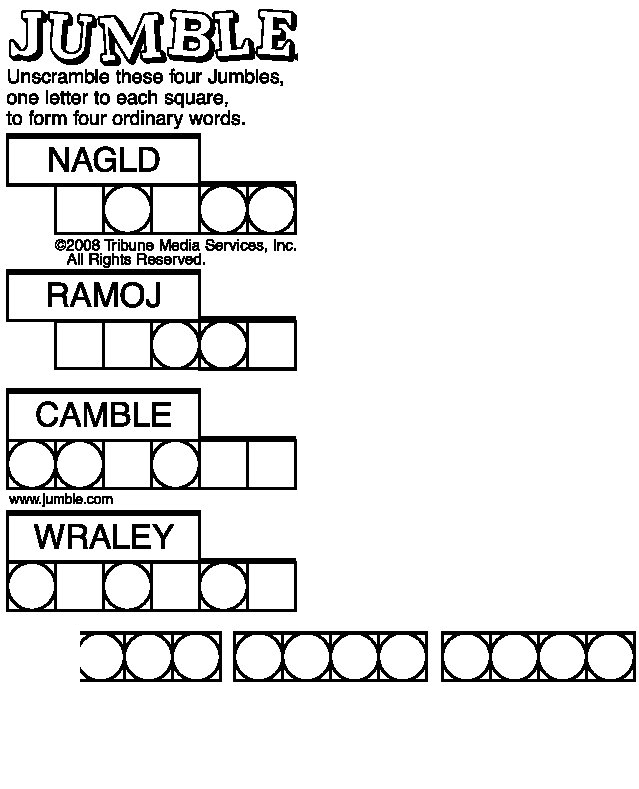 JUMBLE
Unscramble these four Jumbles,
one letter to each square,
to form four ordinary words.
NAGLD
©2008 Tribune Media Services, Inc.
All Rights Reserved.
RAMOJ
CAMBLE
www.jumble.com
WRALEY